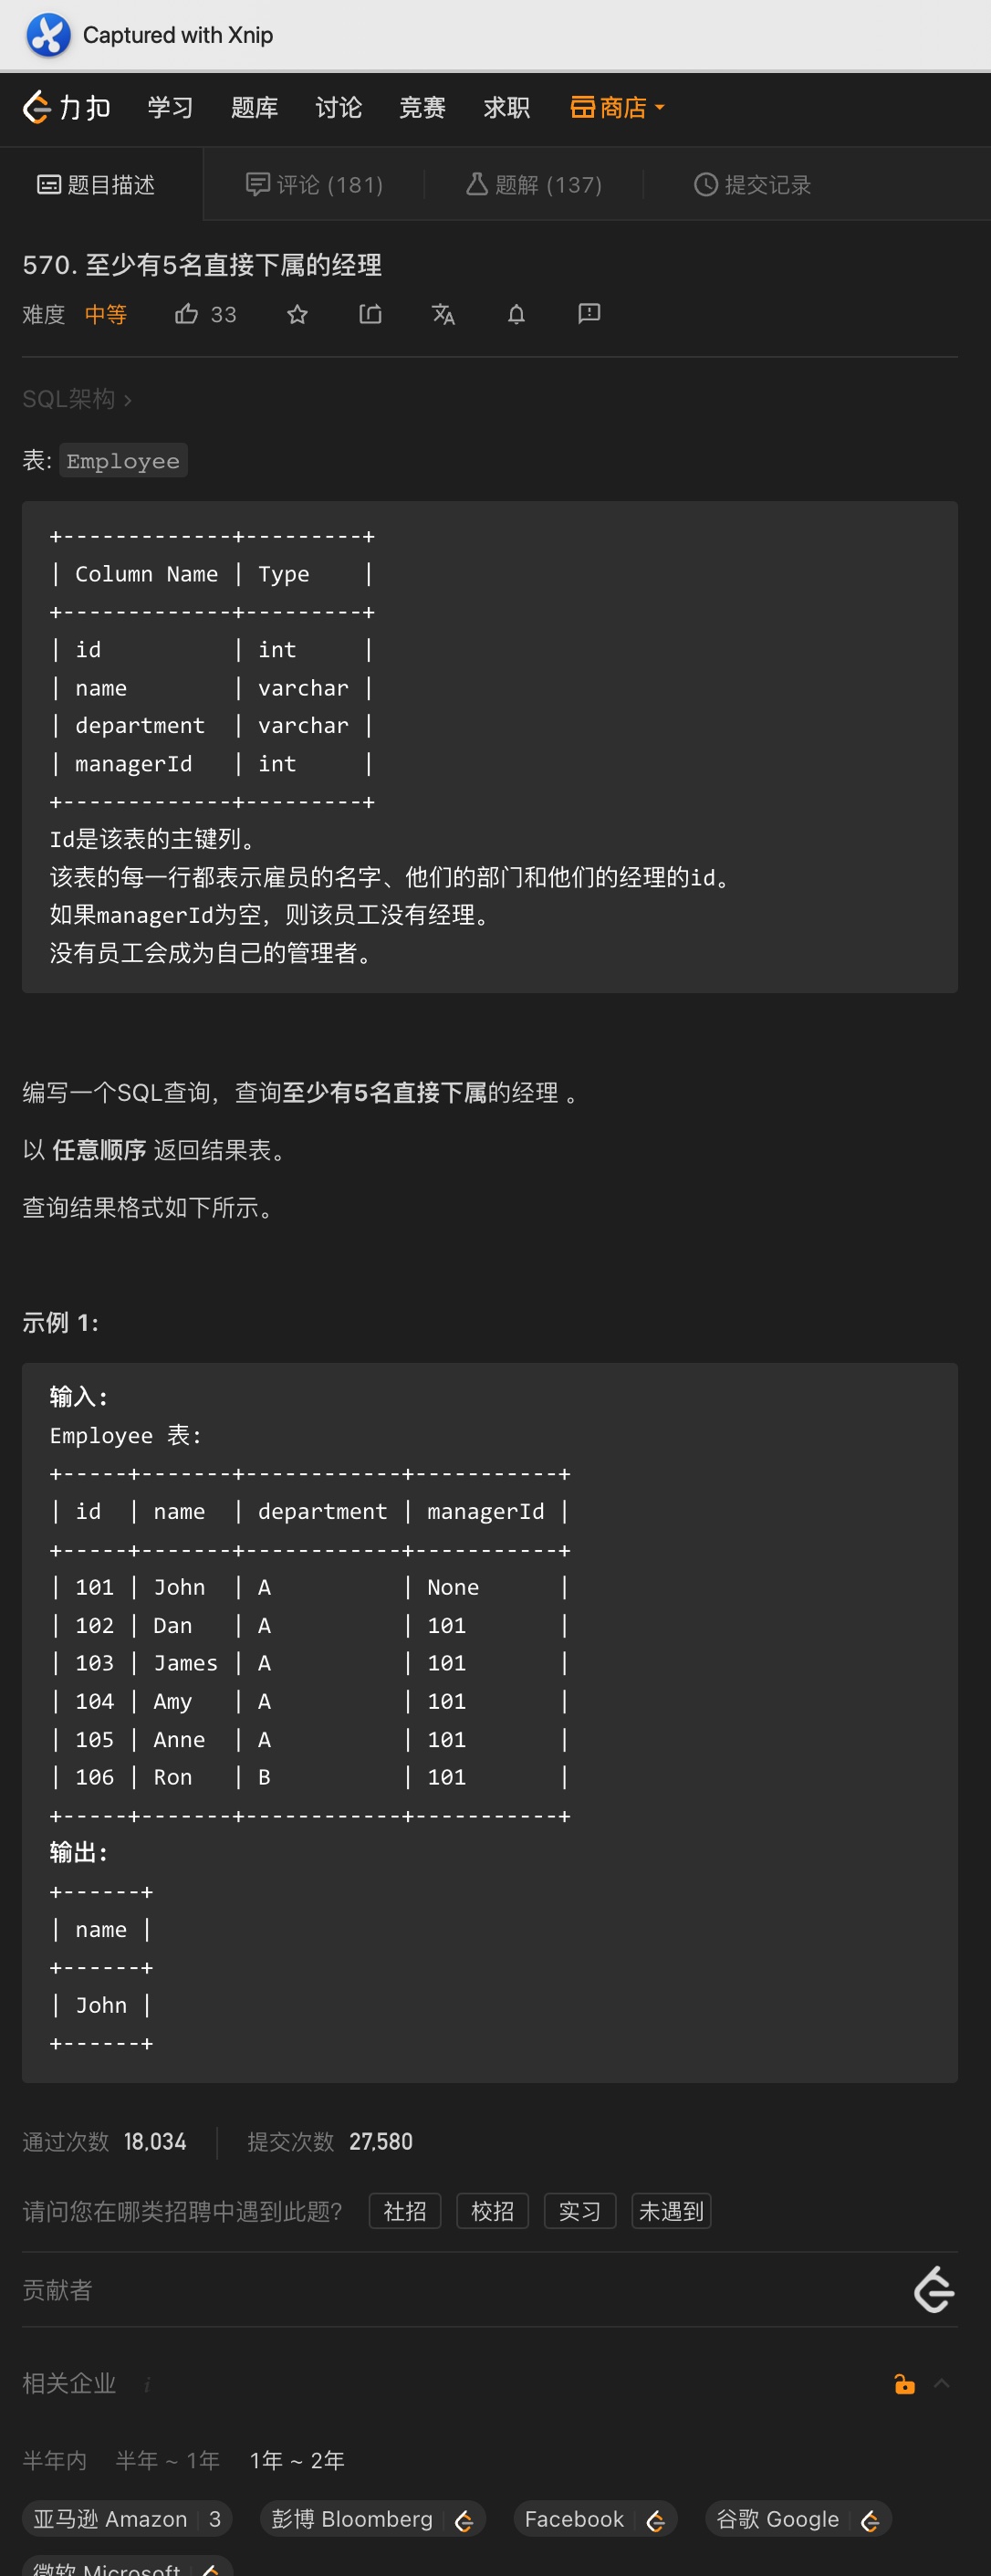 Captured with Xnip
力扣 学习 题库 讨论 竞赛 求职 商店
题目描述 评论 (181) 题解 (137) 提交记录
570. 至少有5名直接下属的经理
难度 中等 33
SQL架构 >
表: Employee
+-------------+---------+
| Column Name | Type    |
+-------------+---------+
| id          | int     |
| name        | varchar |
| department  | varchar |
| managerId   | int     |
+-------------+---------+
Id是该表的主键列。
该表的每一行都表示雇员的名字、他们的部门和他们的经理的id。
如果managerId为空，则该员工没有经理。
没有员工会成为自己的管理者。
编写一个SQL查询，查询至少有5名直接下属的经理 。
以 任意顺序 返回结果表。
查询结果格式如下所示。
示例 1:
输入:
Employee 表:
+-----+-------+------------+-----------+
| id  | name  | department | managerId |
+-----+-------+------------+-----------+
| 101 | John  | A          | None      |
| 102 | Dan   | A          | 101       |
| 103 | James | A          | 101       |
| 104 | Amy   | A          | 101       |
| 105 | Anne  | A          | 101       |
| 106 | Ron   | B          | 101       |
+-----+-------+------------+-----------+
输出:
+------+
| name |
+------+
| John |
+------+
通过次数 18,034 提交次数 27,580
请问您在哪类招聘中遇到此题? 社招 校招 实习 未遇到
贡献者
相关企业 i
半年内 半年 ~ 1年 1年 ~ 2年
亚马逊 Amazon 3 彭博 Bloomberg Facebook 谷歌 Google
微软 Microsoft